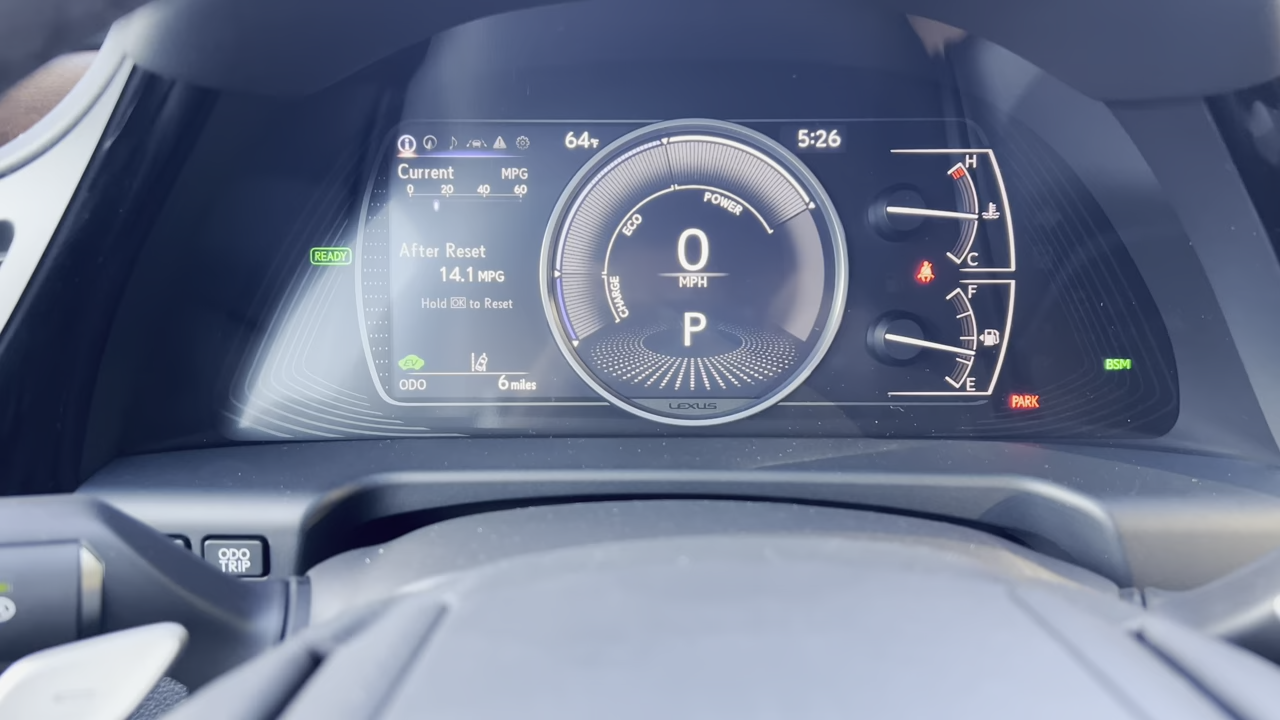 64°F
5:26
Current MPG
0 20 40 60
After Reset
14.1 MPG
Hold OK to Reset
EV
ODO 6 miles
READY
CHARGE
ECO
POWER
0
MPH
P
LEXUS
H
C
F
E
BSM
PARK
ODO
TRIP